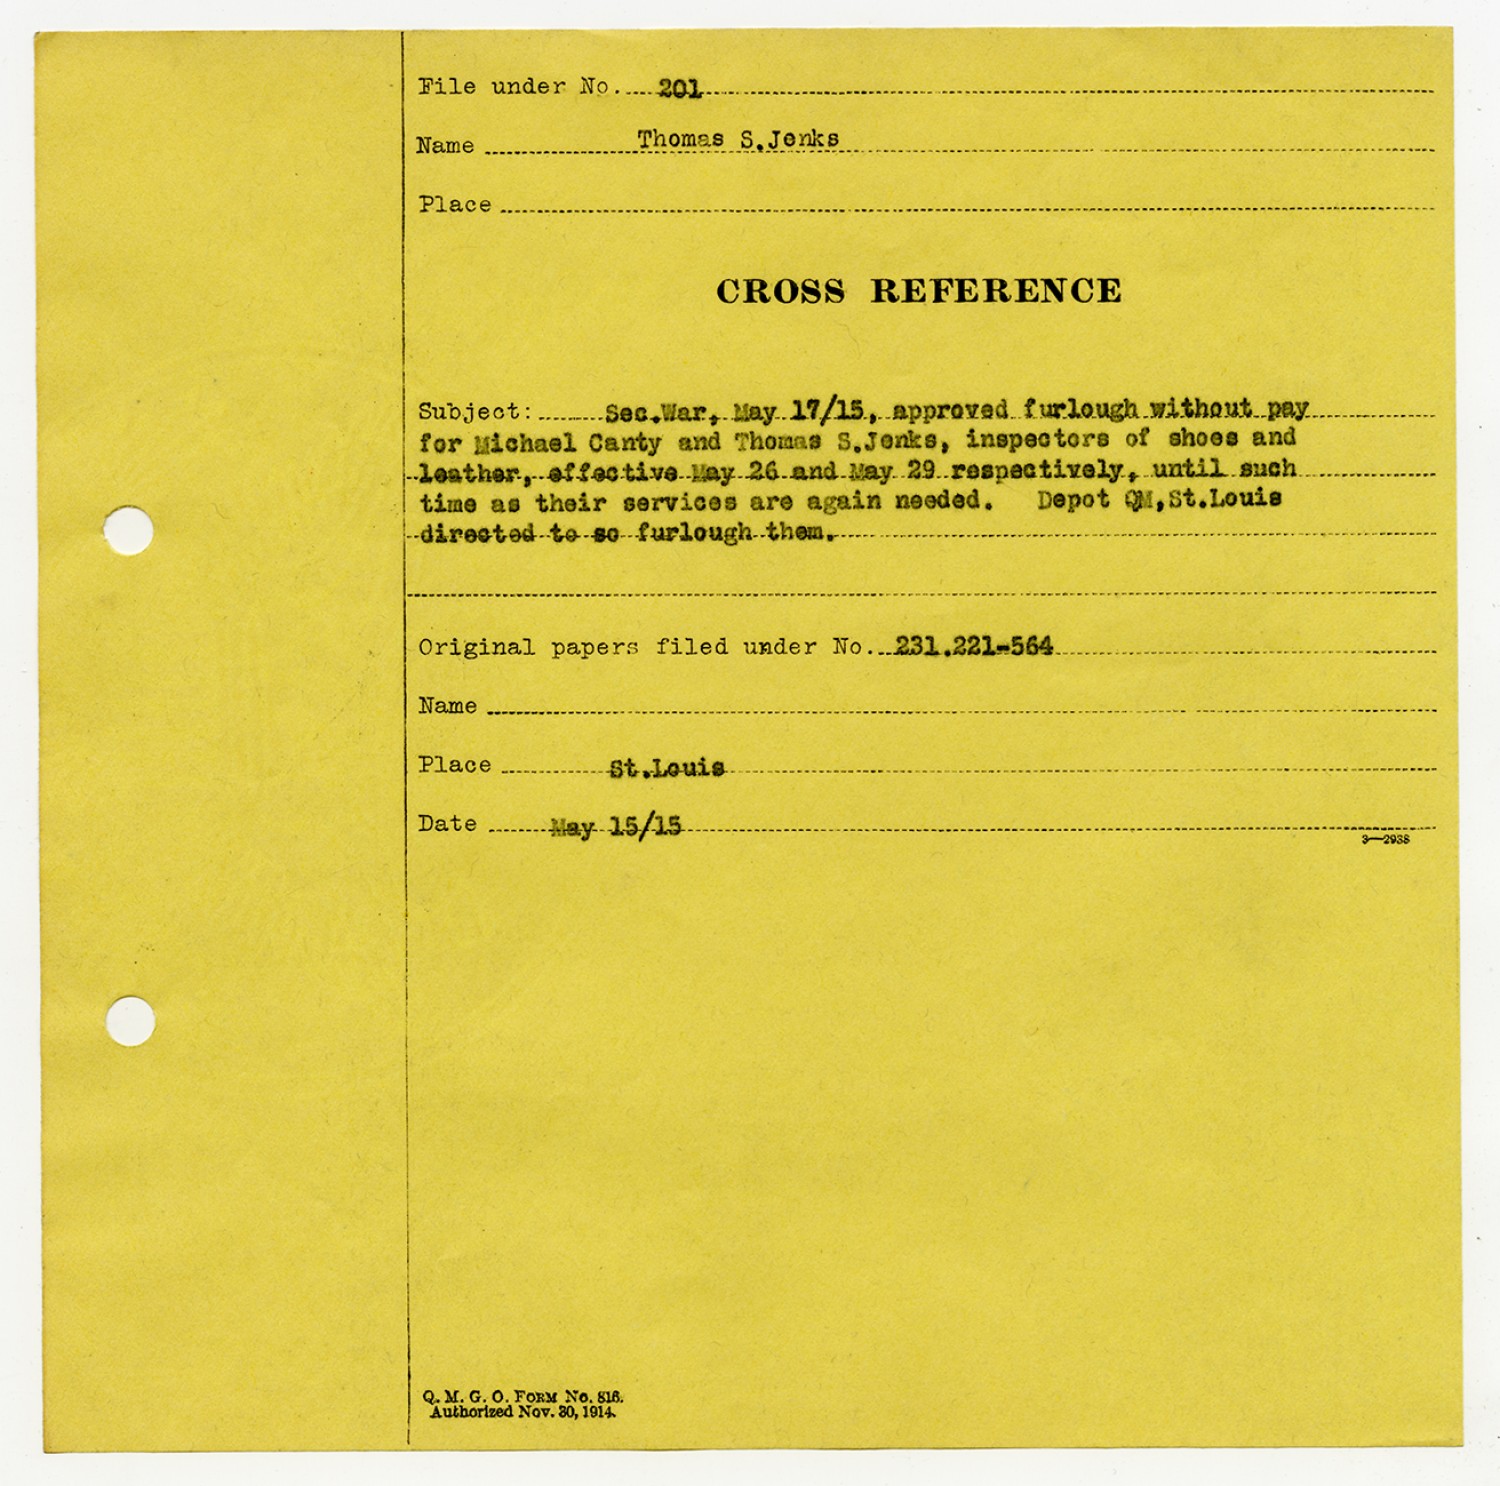 File under No. 201
Name Thomas S.Jenks
Place
CROSS REFERENCE
Subject: Sec.War, May 17/15, approved furlough without pay
for Michael Canty and Thomas S.Jenks, inspectors of shoes and
leather, effective May 26 and May 29 respectively, until such
time as their services are again needed. Depot QM,St.Louis
directed to so furlough them.
Original papers filed under No. 231.221-564
Name
Place St.Louis
Date May 15/15
3—2938
Q. M. G. O. FORM No. 816.
Authorized Nov. 30, 1914.